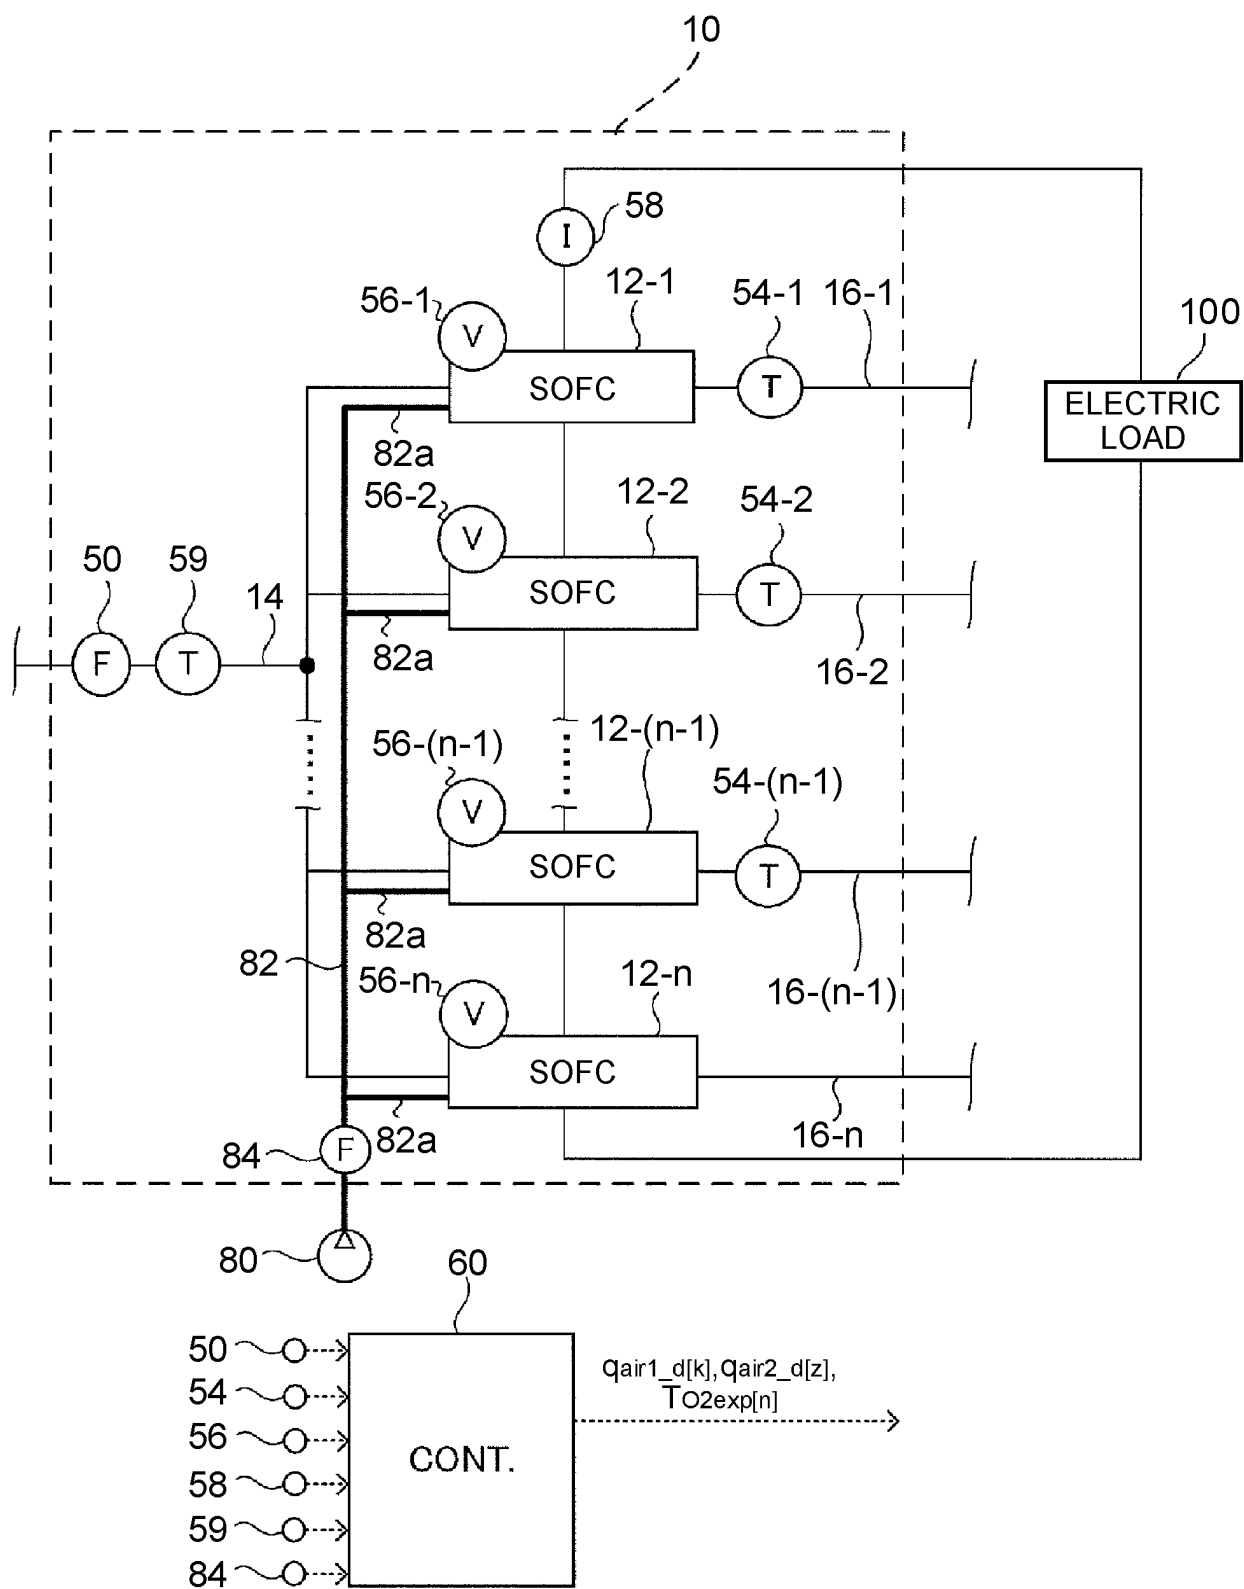 10
58
I
12-1
56-1
V
54-1
16-1
100
SOFC
T
ELECTRIC
LOAD
82a
56-2
12-2
54-2
V
50
59
14
SOFC
T
F
T
82a
16-2
56-(n-1)
12-(n-1)
54-(n-1)
V
SOFC
T
82a
82
56-n
12-n
16-(n-1)
V
SOFC
84
F
82a
16-n
80
60
50
54
56
58
59
84
CONT.
qair1_d[k],qair2_d[z],
TO2exp[n]